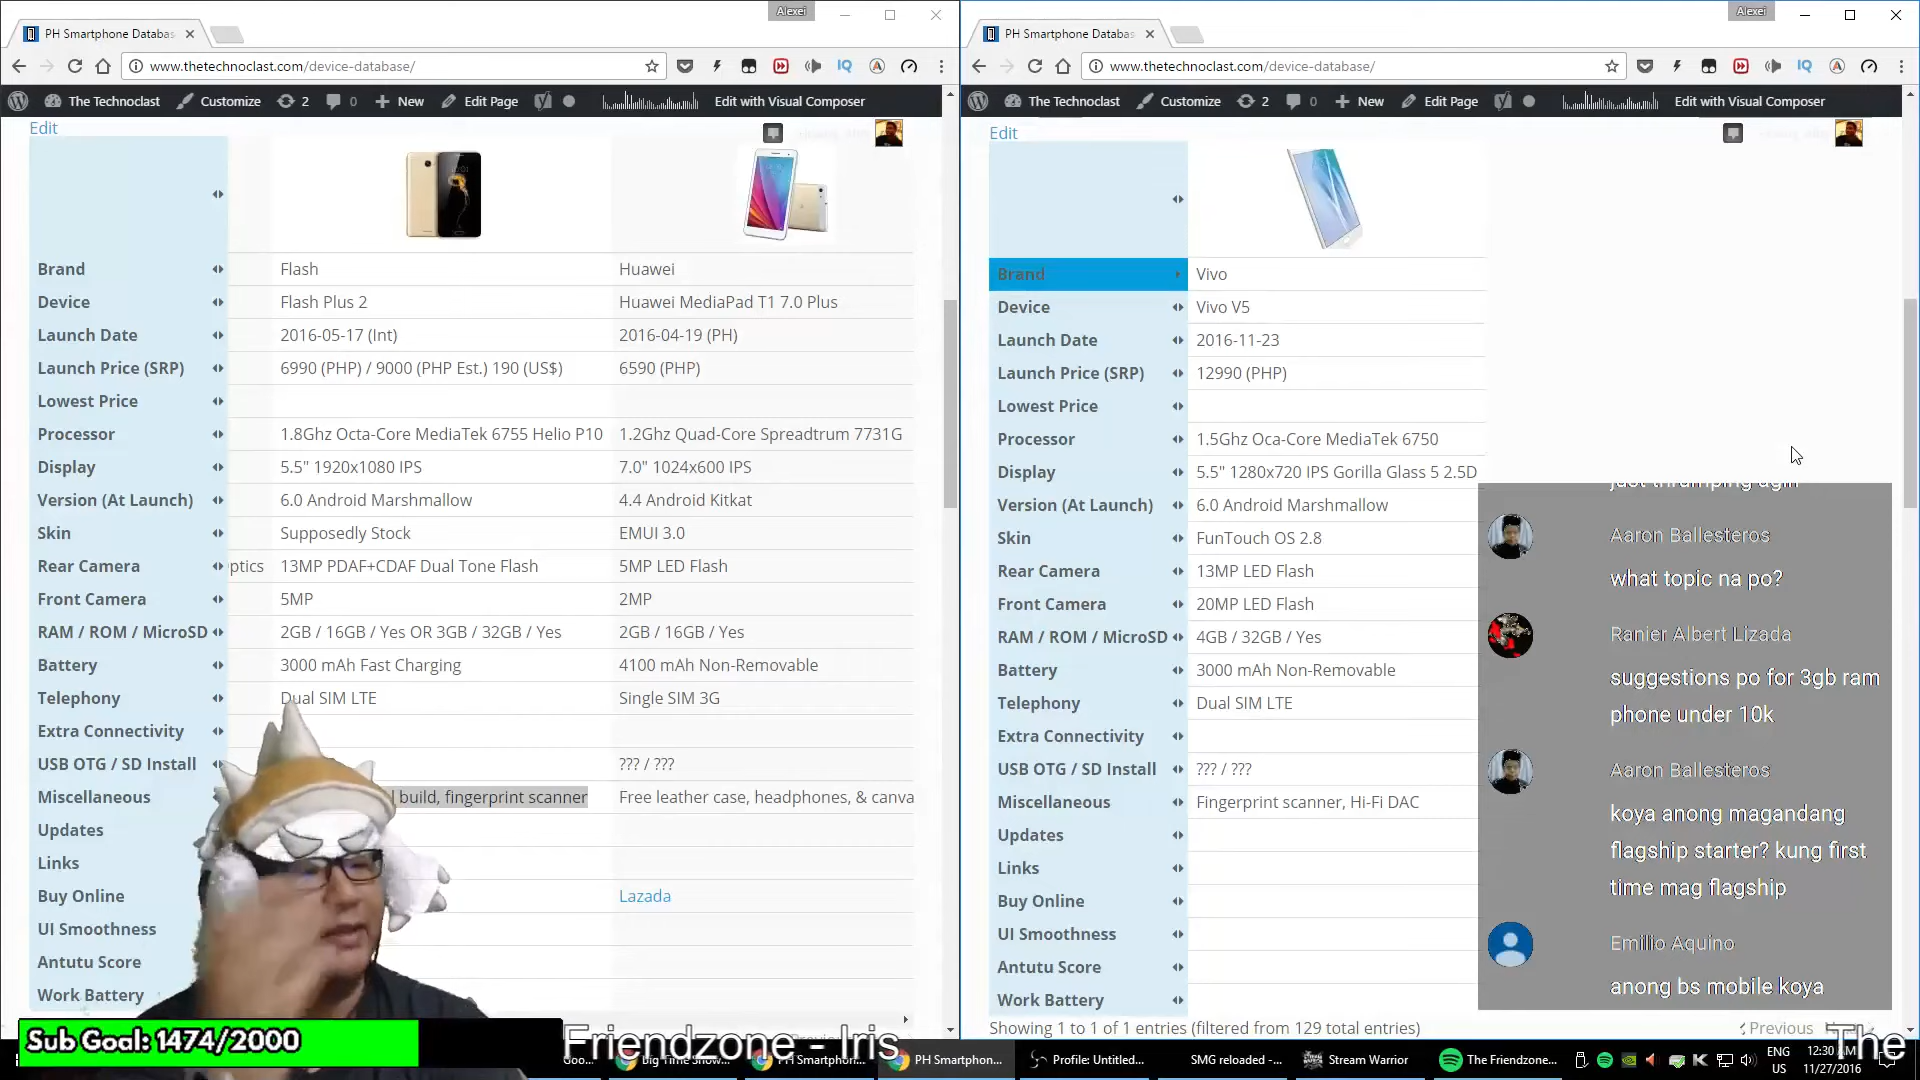 Alexei
PH Smartphone Databas
www.thetechnoclast.com/device-database/
The Technoclast Customize 2 0 New Edit Page Edit with Visual Composer
Edit
Brand Flash Huawei
Device Flash Plus 2 Huawei MediaPad T1 7.0 Plus
Launch Date 2016-05-17 (Int) 2016-04-19 (PH)
Launch Price (SRP) 6990 (PHP) / 9000 (PHP Est.) 190 (US$) 6590 (PHP)
Lowest Price
Processor 1.8Ghz Octa-Core MediaTek 6755 Helio P10 1.2Ghz Quad-Core Spreadtrum 7731G
Display 5.5" 1920x1080 IPS 7.0" 1024x600 IPS
Version (At Launch) 6.0 Android Marshmallow 4.4 Android Kitkat
Skin Supposedly Stock EMUI 3.0
Rear Camera ptics 13MP PDAF+CDAF Dual Tone Flash 5MP LED Flash
Front Camera 5MP 2MP
RAM / ROM / MicroSD 2GB / 16GB / Yes OR 3GB / 32GB / Yes 2GB / 16GB / Yes
Battery 3000 mAh Fast Charging 4100 mAh Non-Removable
Telephony Dual SIM LTE Single SIM 3G
Extra Connectivity
USB OTG / SD Install ??? / ???
Miscellaneous build, fingerprint scanner Free leather case, headphones, & canva
Updates
Links
Buy Online Lazada
UI Smoothness
Antutu Score
Work Battery
Alexei
PH Smartphone Databas
www.thetechnoclast.com/device-database/
The Technoclast Customize 2 0 New Edit Page Edit with Visual Composer
Edit
Brand Vivo
Device Vivo V5
Launch Date 2016-11-23
Launch Price (SRP) 12990 (PHP)
Lowest Price
Processor 1.5Ghz Oca-Core MediaTek 6750
Display 5.5" 1280x720 IPS Gorilla Glass 5 2.5D
Version (At Launch) 6.0 Android Marshmallow
Skin FunTouch OS 2.8
Rear Camera 13MP LED Flash
Front Camera 20MP LED Flash
RAM / ROM / MicroSD 4GB / 32GB / Yes
Battery 3000 mAh Non-Removable
Telephony Dual SIM LTE
Extra Connectivity
USB OTG / SD Install ??? / ???
Miscellaneous Fingerprint scanner, Hi-Fi DAC
Updates
Links
Buy Online
UI Smoothness
Antutu Score
Work Battery
Showing 1 to 1 of 1 entries (filtered from 129 total entries) Previous
Aaron Ballesteros
what topic na po?
Ranier Albert Lizada
suggestions po for 3gb ram
phone under 10k
Aaron Ballesteros
koya anong magandang
flagship starter? kung first
time mag flagship
Emilio Aquino
anong bs mobile koya
Sub Goal: 1474/2000
Friendzone - Iris
The
Goo... Big Time Show... PH Smartphon... PH Smartphon... Profile: Untitled... SMG reloaded -... Stream Warrior The Friendzone...
ENG
US
12:30 AM
11/27/2016